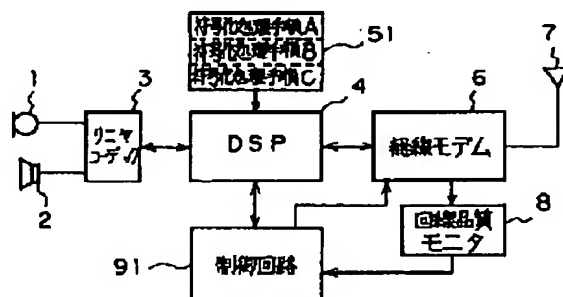 符号化処理手順A
符号化処理手順B
符号化処理手順C
51
1
3
4
6
7
リニヤ
コーデック
DSP
無線モデム
2
回線品質
モニタ
8
91
制御回路